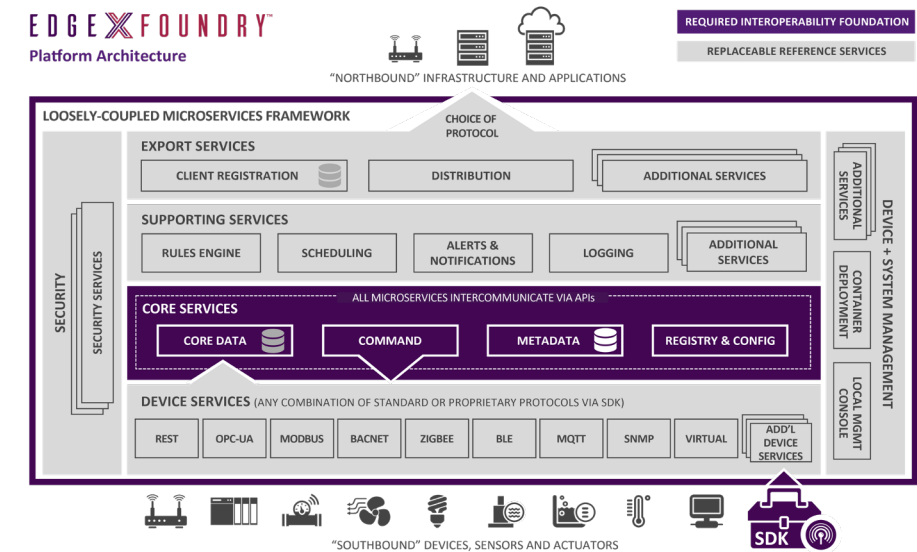 EDGE X FOUNDRY™
Platform Architecture
REQUIRED INTEROPERABILITY FOUNDATION
REPLACEABLE REFERENCE SERVICES
“NORTHBOUND” INFRASTRUCTURE AND APPLICATIONS
LOOSELY-COUPLED MICROSERVICES FRAMEWORK
CHOICE OF
PROTOCOL
EXPORT SERVICES
CLIENT REGISTRATION
DISTRIBUTION
ADDITIONAL SERVICES
SUPPORTING SERVICES
RULES ENGINE
SCHEDULING
ALERTS &
NOTIFICATIONS
LOGGING
ADDITIONAL
SERVICES
ALL MICROSERVICES INTERCOMMUNICATE VIA APIs
CORE SERVICES
CORE DATA
COMMAND
METADATA
REGISTRY & CONFIG
DEVICE SERVICES (ANY COMBINATION OF STANDARD OR PROPRIETARY PROTOCOLS VIA SDK)
REST
OPC-UA
MODBUS
BACNET
ZIGBEE
BLE
MQTT
SNMP
VIRTUAL
ADD’L
DEVICE
SERVICES
SECURITY
SECURITY SERVICES
ADDITIONAL
SERVICES
CONTAINER
DEPLOYMENT
LOCAL MGMT
CONSOLE
DEVICE + SYSTEM MANAGEMENT
“SOUTHBOUND” DEVICES, SENSORS AND ACTUATORS
SDK